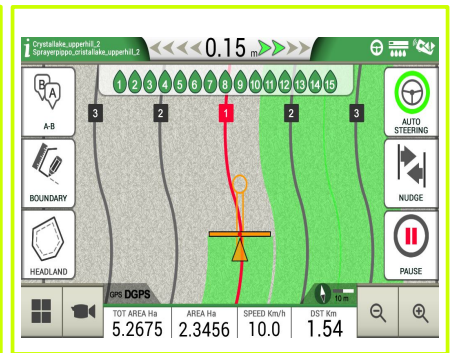 Crystallake_upperhill_2
Sprayerpippo_cristallake_upperhill_2
0.15 m
1 2 3 4 5 6 7 8 9 10 11 12 13 14 15
3 2 1 2 3
B A
A-B
BOUNDARY
HEADLAND
AUTO
STEERING
NUDGE
PAUSE
GPS DGPS
10 m
TOT AREA Ha
5.2675
AREA Ha
2.3456
SPEED Km/h
10.0
DST Km
1.54